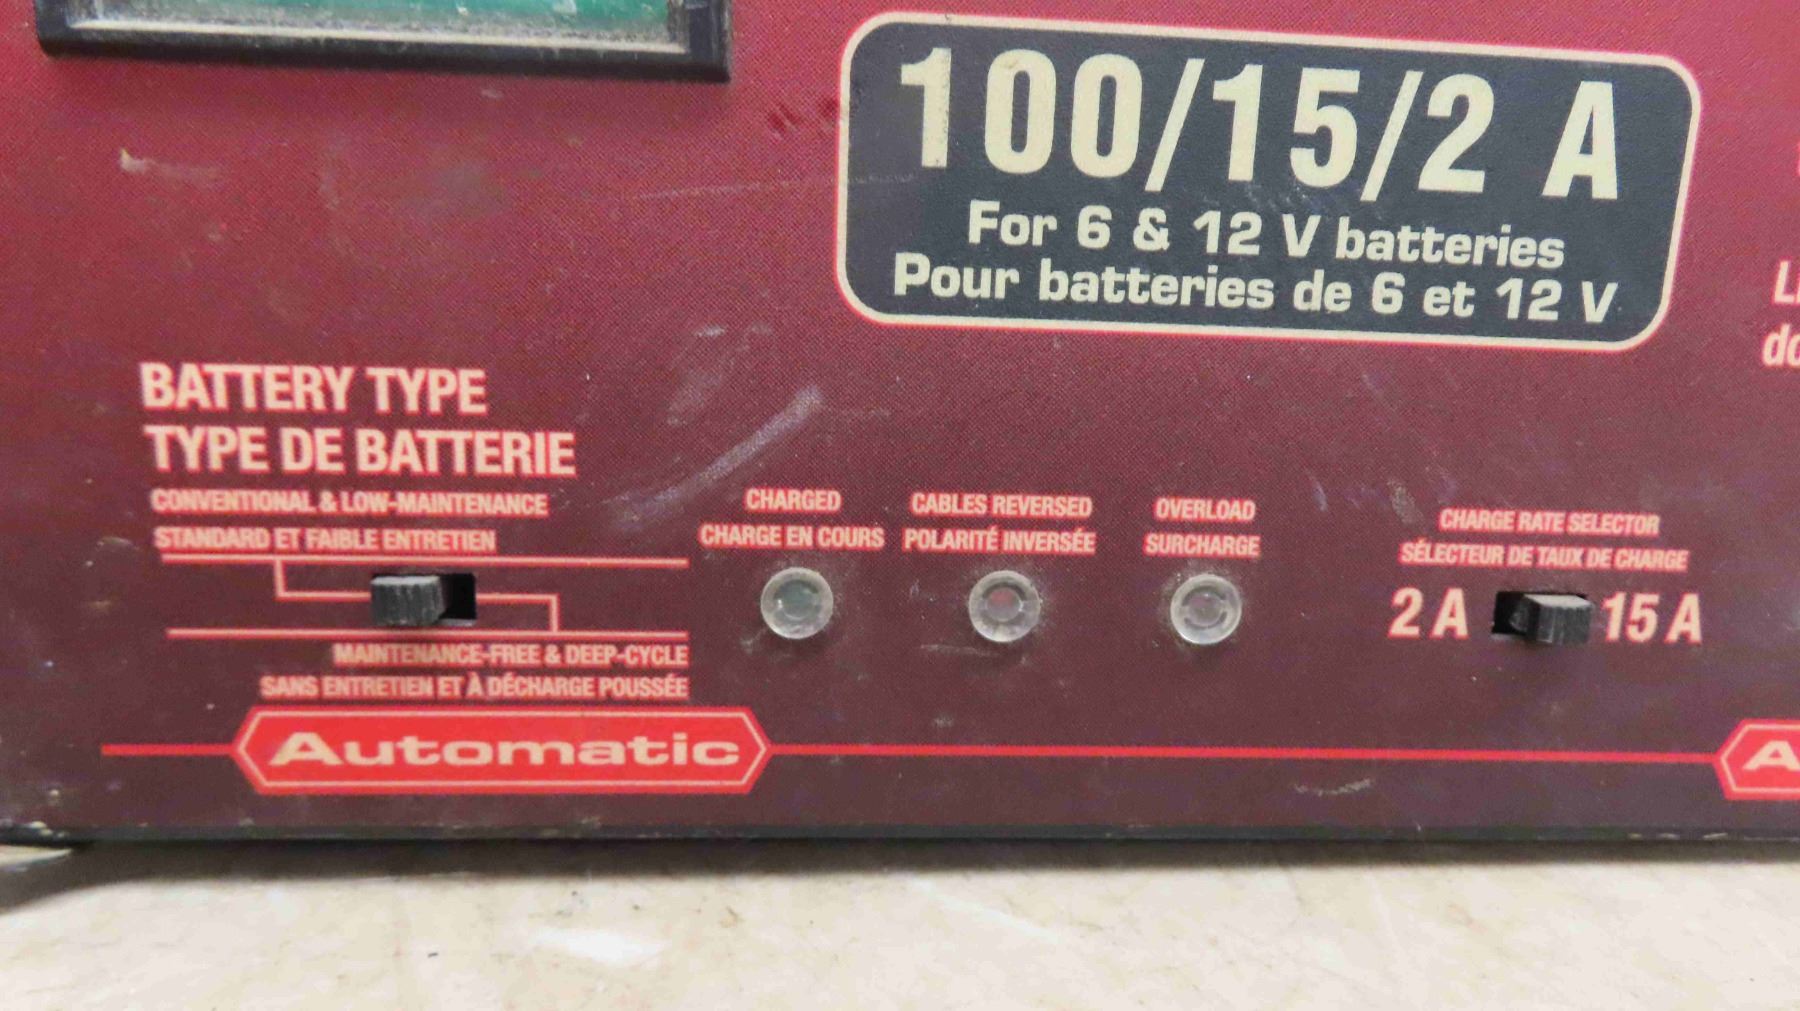 100/15/2 A
For 6 & 12 V batteries
Pour batteries de 6 et 12 V
BATTERY TYPE
TYPE DE BATTERIE
CONVENTIONAL & LOW-MAINTENANCE
STANDARD ET FAIBLE ENTRETIEN
MAINTENANCE-FREE & DEEP-CYCLE
SANS ENTRETIEN ET À DÉCHARGE POUSSÉE
CHARGED
CHARGE EN COURS
CABLES REVERSED
POLARITÉ INVERSÉE
OVERLOAD
SURCHARGE
CHARGE RATE SELECTOR
SÉLECTEUR DE TAUX DE CHARGE
2 A 15 A
Automatic